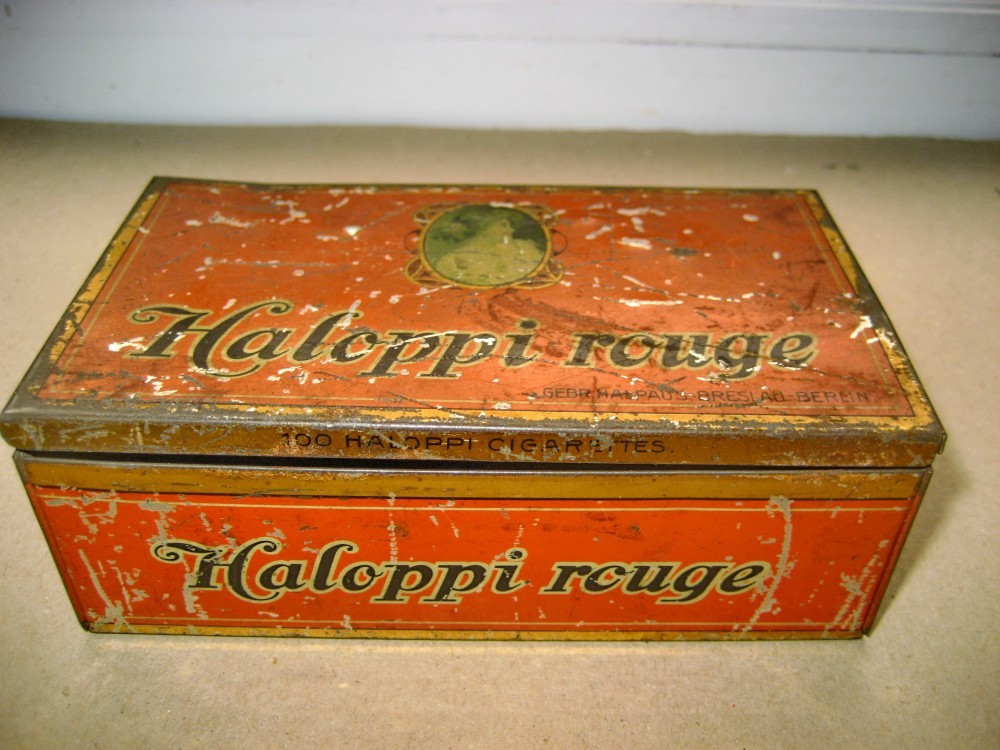 Haloppi rouge
GEBR. HALPAUS, BRESLAU-BERLIN
100 HALOPPI CIGARETTES.
Haloppi rouge